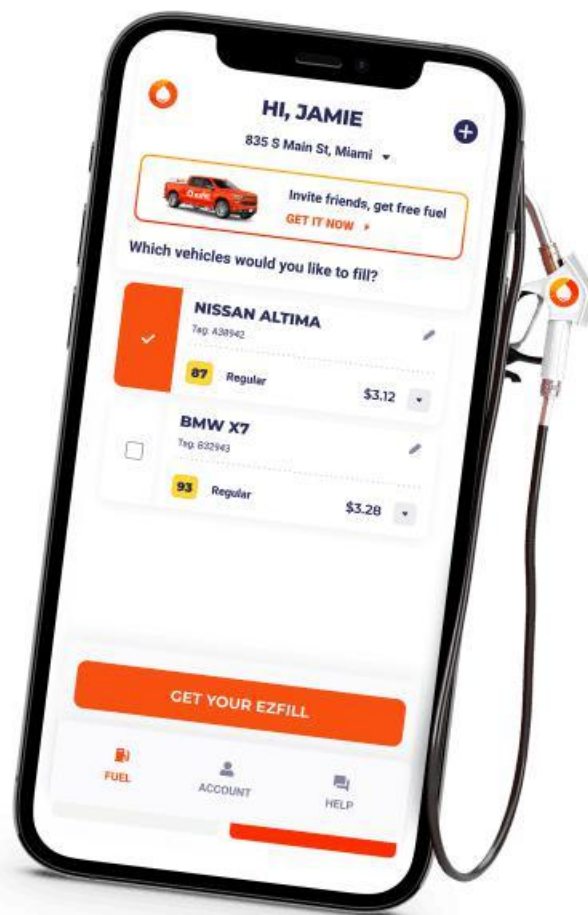 HI, JAMIE
835 S Main St, Miami
Invite friends, get free fuel
GET IT NOW
Which vehicles would you like to fill?
NISSAN ALTIMA
Tag: A38942
87 Regular $3.12
BMW X7
Tag: B32943
93 Regular $3.28
GET YOUR EZFILL
FUEL ACCOUNT HELP